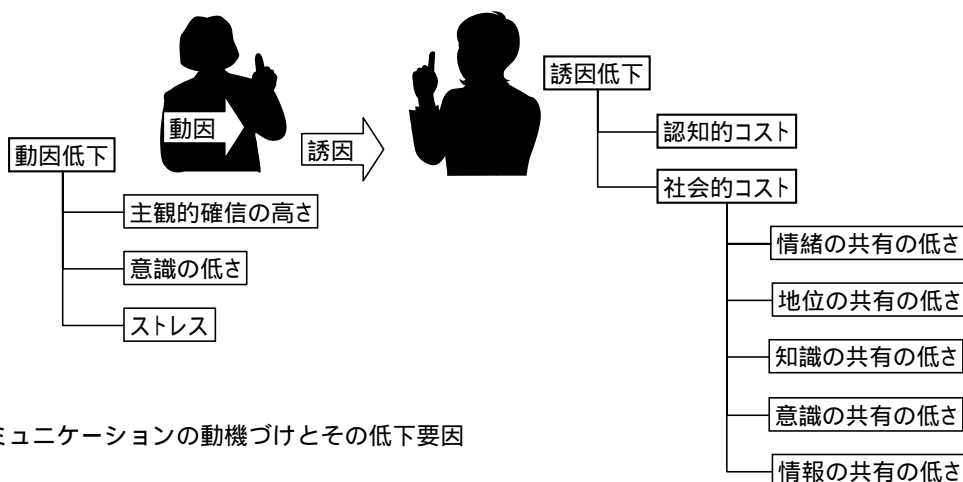 動因低下
主観的確信の高さ
意識の低さ
ストレス
動因
誘因
誘因低下
認知的コスト
社会的コスト
情緒の共有の低さ
地位の共有の低さ
知識の共有の低さ
意識の共有の低さ
情報の共有の低さ
ミュニケーションの動機づけとその低下要因